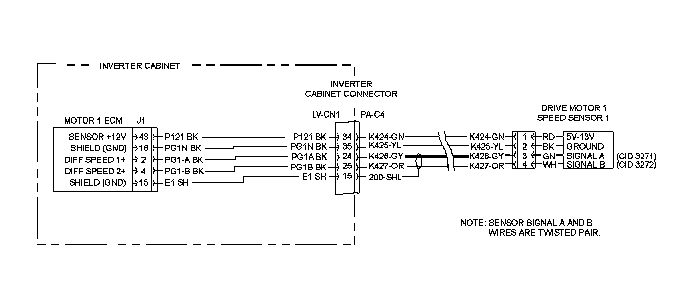 INVERTER CABINET
INVERTER
CABINET CONNECTOR
LV-CN1 PA-C4
DRIVE MOTOR 1
SPEED SENSOR 1
MOTOR 1 ECM J1
SENSOR +12V 43 P121 BK P121 BK 34 K424-GN K424-GN 1 RD 5V-13V
SHIELD (GND) 16 PG1N BK PG1N BK 35 K425-YL K425-YL 2 BK GROUND
DIFF SPEED 1+ 2 PG1-A BK PG1A BK 24 K426-GY K426-GY 3 GN SIGNAL A (CID 3271)
DIFF SPEED 2+ 4 PG1-B BK PG1B BK 25 K427-OR K427-OR 4 WH SIGNAL B (CID 3272)
SHIELD (GND) 15 E1 SH E1 SH 15 200-SHL
NOTE: SENSOR SIGNAL A AND B
WIRES ARE TWISTED PAIR.